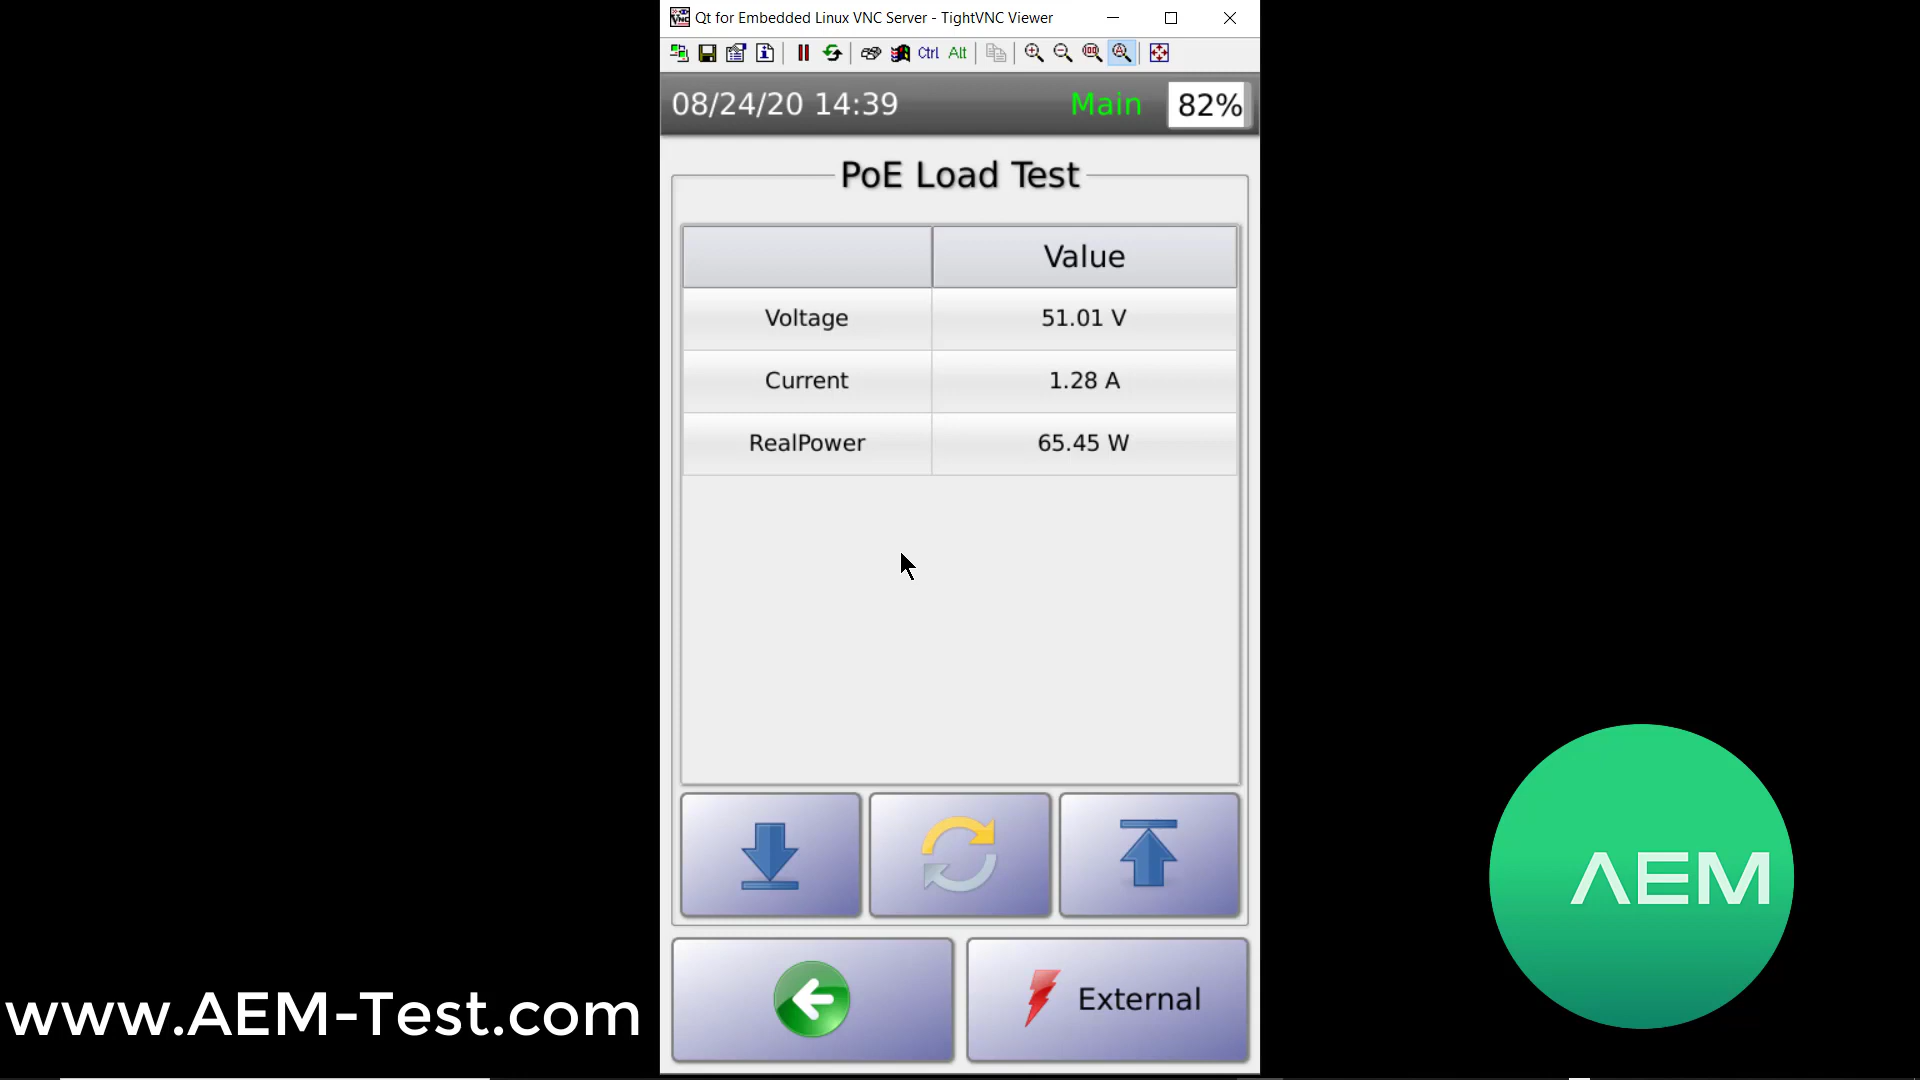 Qt for Embedded Linux VNC Server - TightVNC Viewer
Ctrl Alt
08/24/20 14:39 Main 82%
PoE Load Test
Value
Voltage 51.01 V
Current 1.28 A
RealPower 65.45 W
External
www.AEM-Test.com
AEM